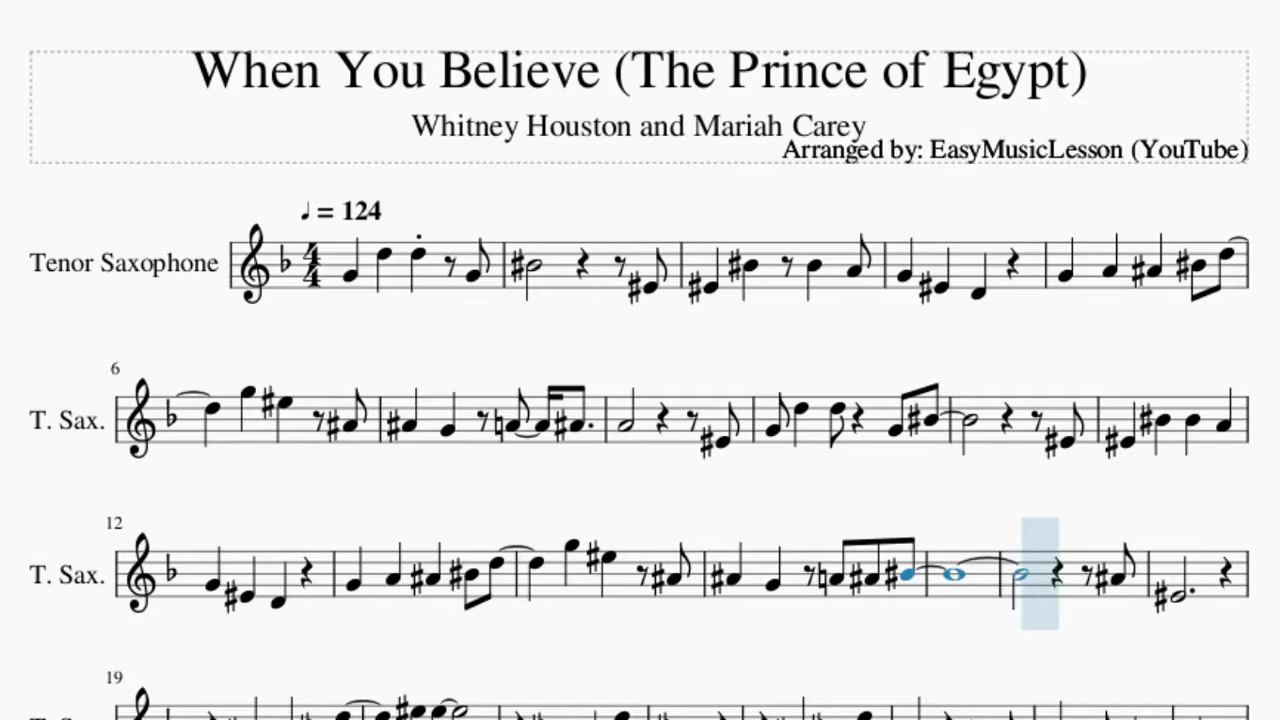 When You Believe (The Prince of Egypt)
Whitney Houston and Mariah Carey
Arranged by: EasyMusicLesson (YouTube)
♩ = 124
Tenor Saxophone
6
T. Sax.
12
T. Sax.
19